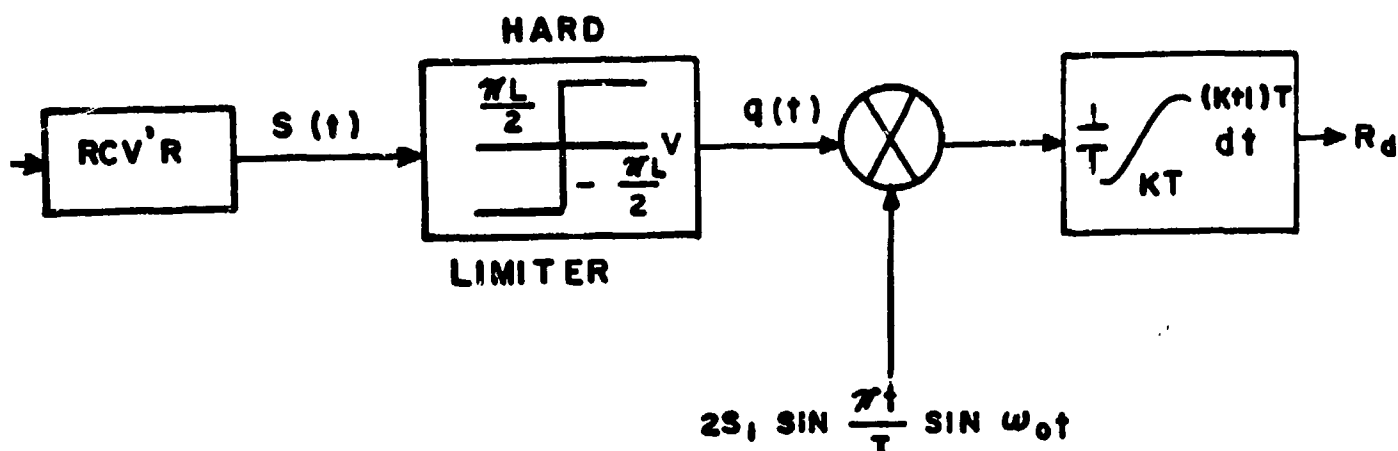 HARD
πL/2
- πL/2
V
LIMITER
RCV'R
S (t)
q(t)
1/T ∫ (K+1)T
KT
dt
R_d
2S₁ SIN πt/T SIN ω₀t